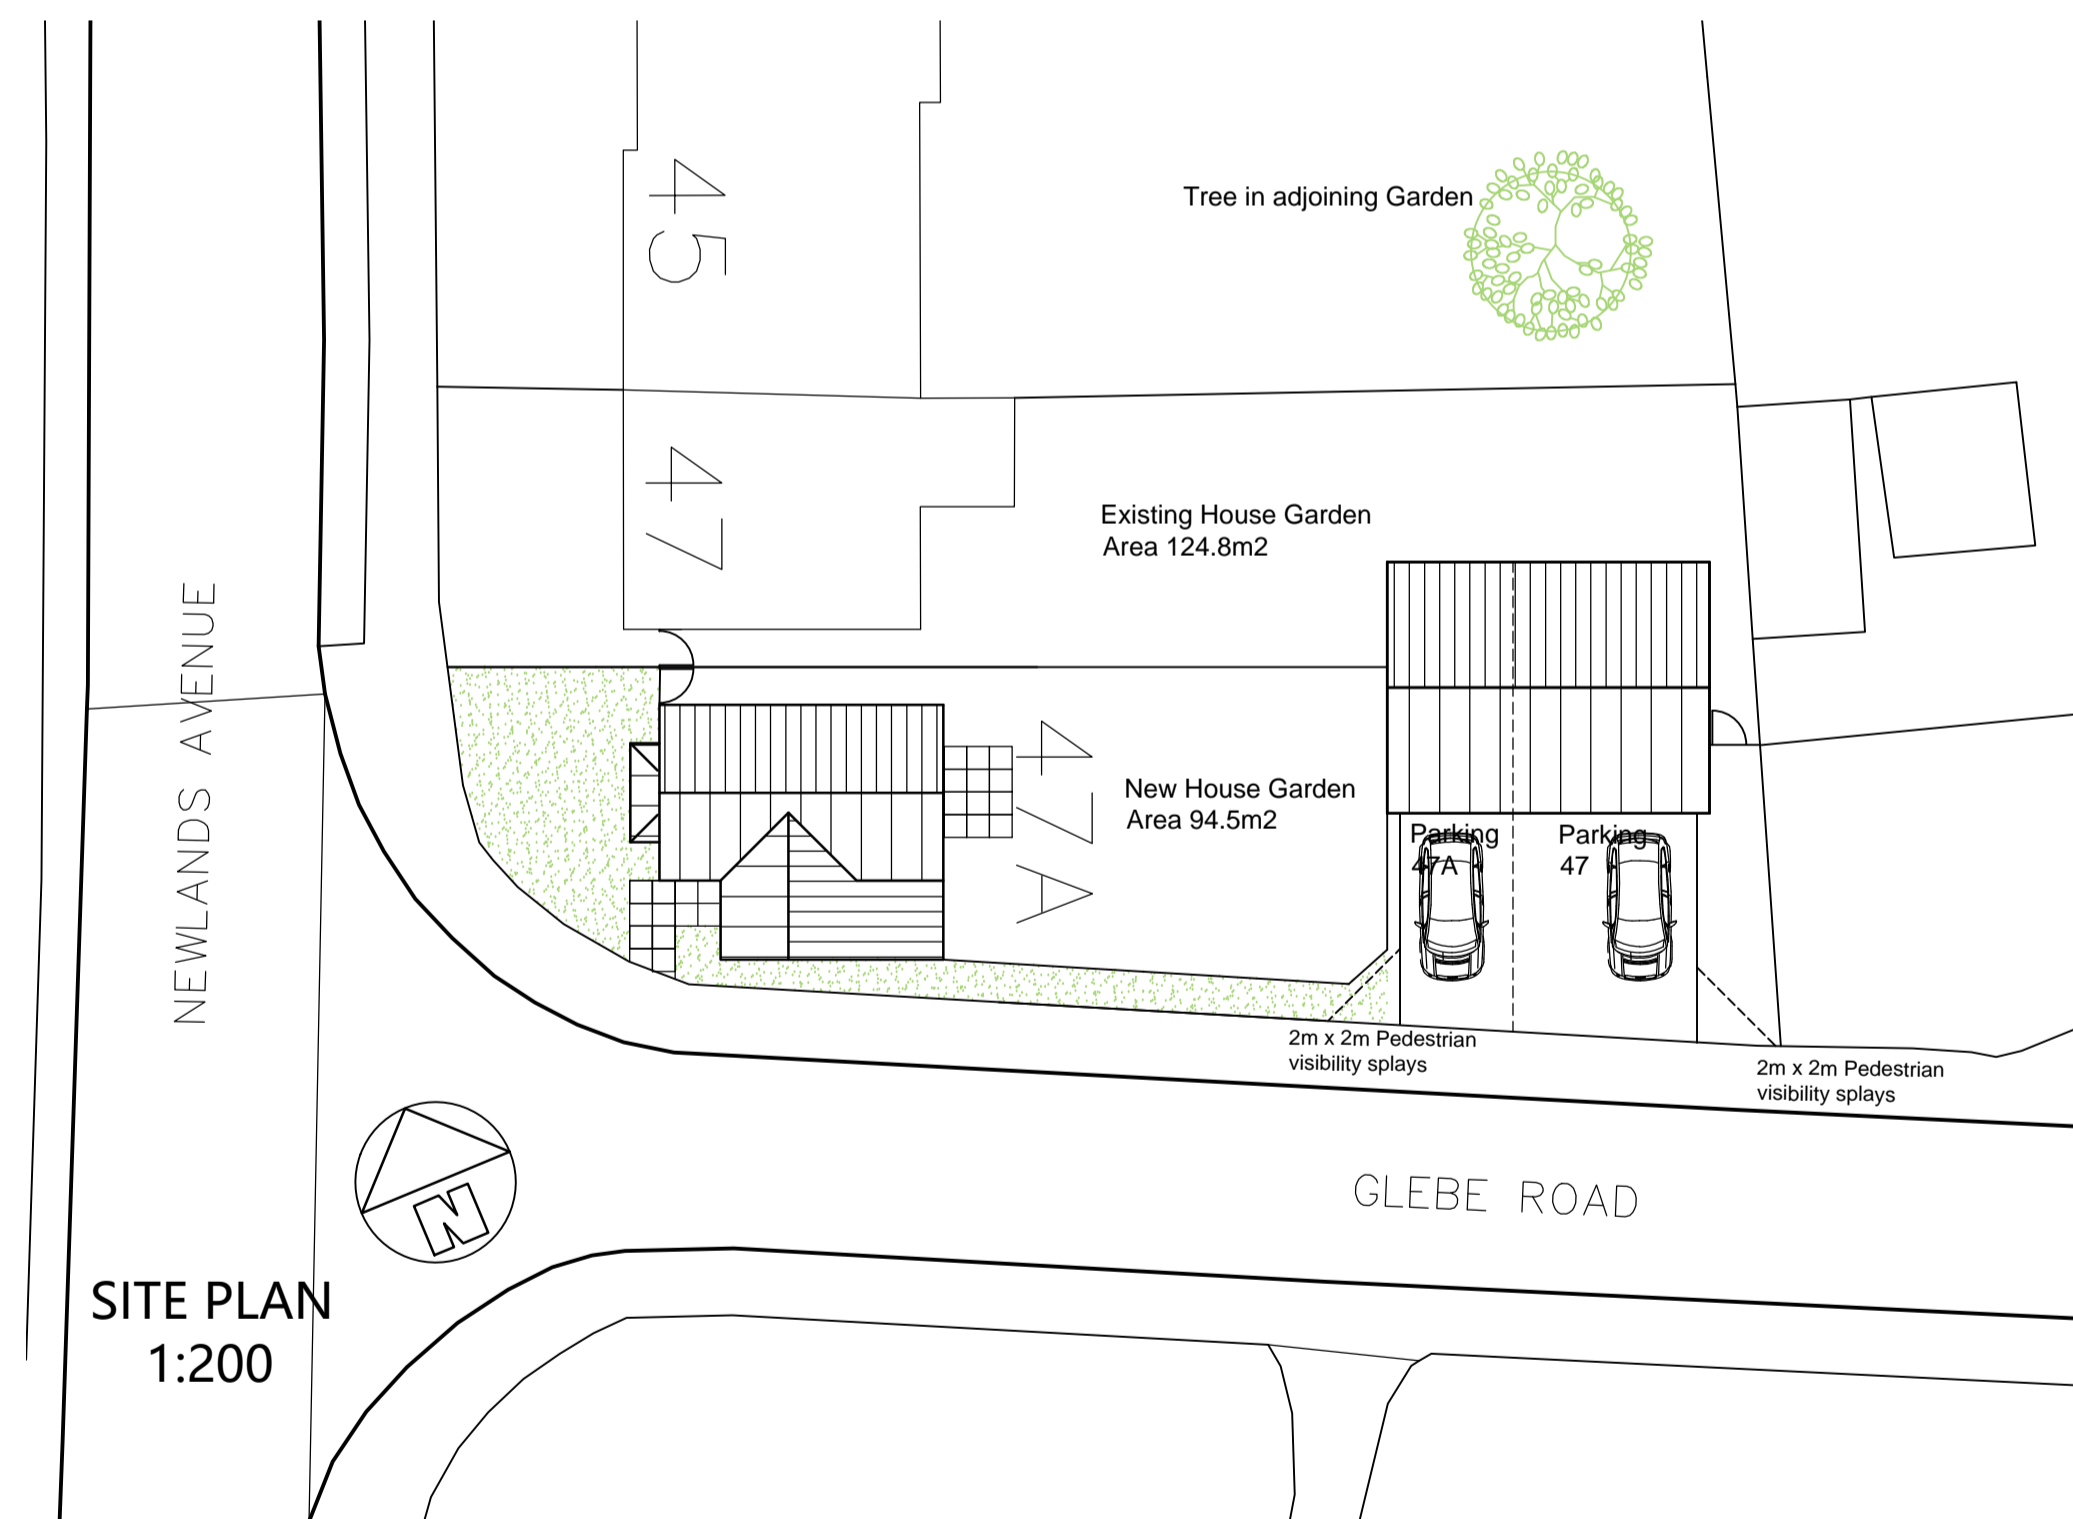 45
Tree in adjoining Garden
47
Existing House Garden
Area 124.8m2
NEWLANDS AVENUE
47A
New House Garden
Area 94.5m2
Parking
47A
Parking
47
2m x 2m Pedestrian
visibility splays
2m x 2m Pedestrian
visibility splays
N
GLEBE ROAD
SITE PLAN
1:200